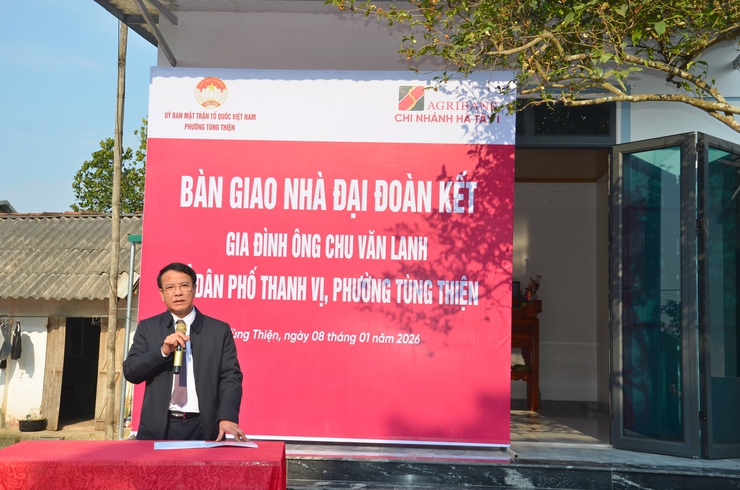 ỦY BAN MẶT TRẬN TỔ QUỐC VIỆT NAM
PHƯỜNG TÙNG THIỆN
AGRIBANK
CHI NHÁNH HÀ TÂY I
BÀN GIAO NHÀ ĐẠI ĐOÀN KẾT
GIA ĐÌNH ÔNG CHU VĂN LANH
DÂN PHỐ THANH VỊ, PHƯỜNG TÙNG THIỆN
Tùng Thiện, ngày 08 tháng 01 năm 2026